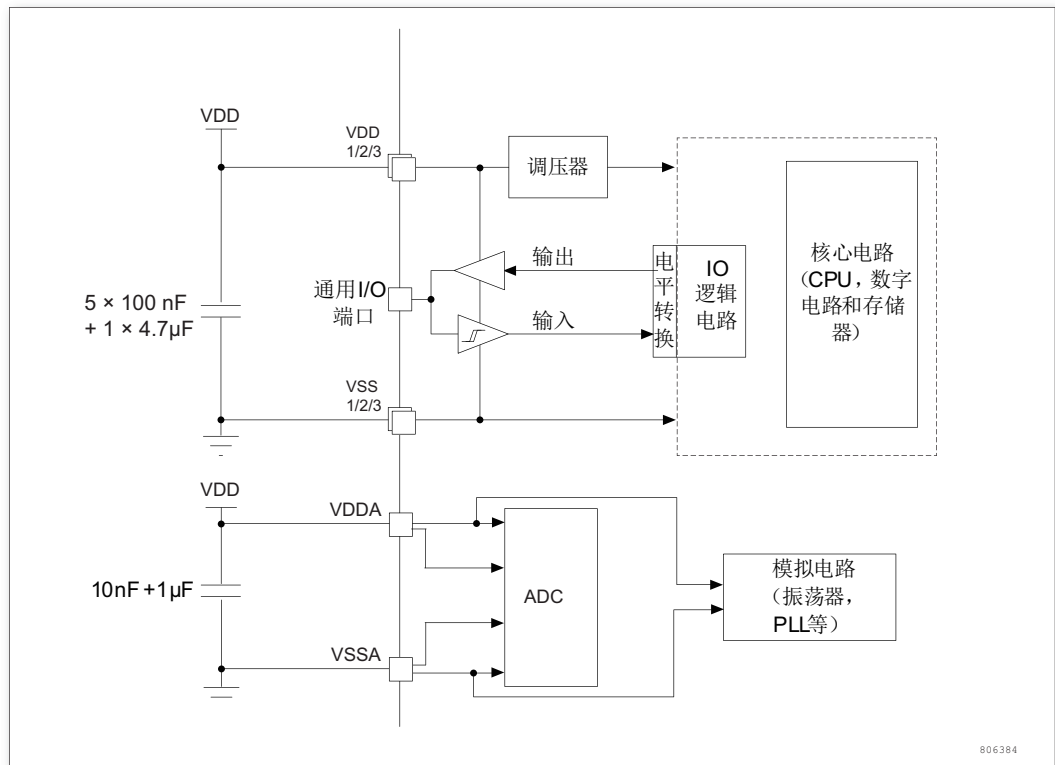 VDD
VDD
1/2/3
调压器
5 × 100 nF
+ 1 × 4.7µF
通用I/O
端口
输出
输入
电
平
转
换
IO
逻辑
电路
核心电路
（CPU，数字
电路和存储
器）
VSS
1/2/3
VDD
VDDA
10nF +1µF
ADC
VSSA
模拟电路
（振荡器，
PLL等）
806384